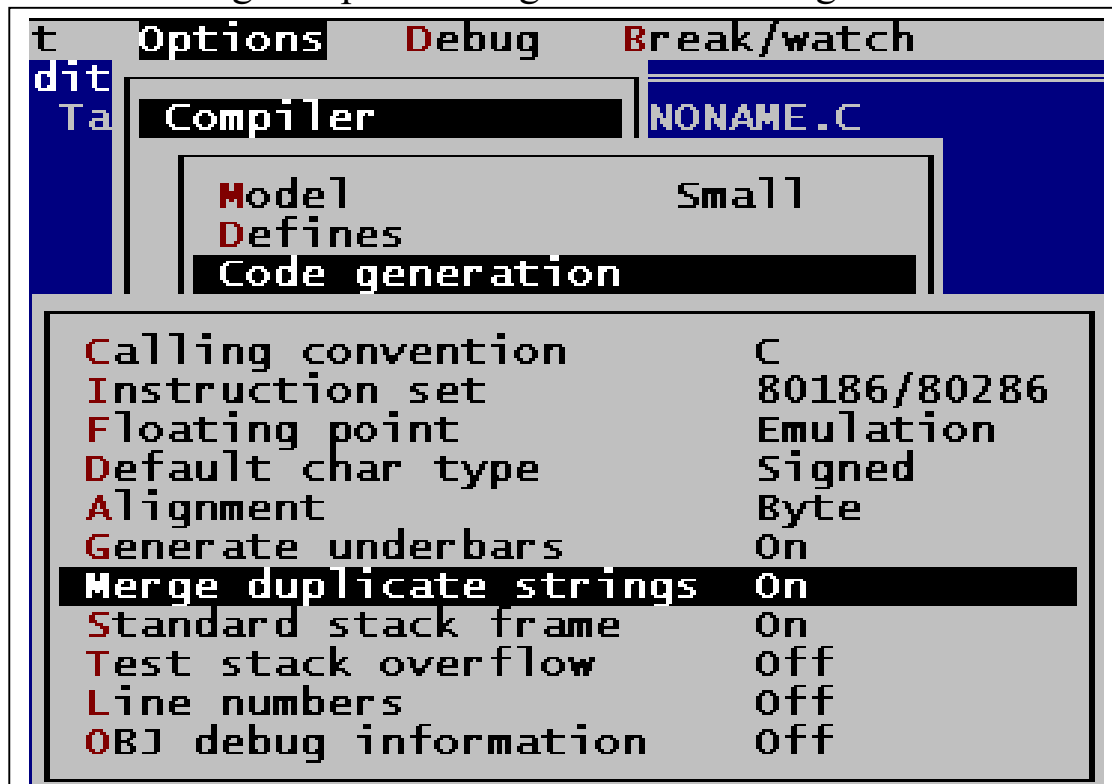 t Options Debug Break/watch
dit
Ta Compiler NONAME.C
Model Small
Defines
Code generation
Calling convention C
Instruction set 80186/80286
Floating point Emulation
Default char type Signed
Alignment Byte
Generate underbars On
Merge duplicate strings On
Standard stack frame On
Test stack overflow Off
Line numbers Off
OBJ debug information Off